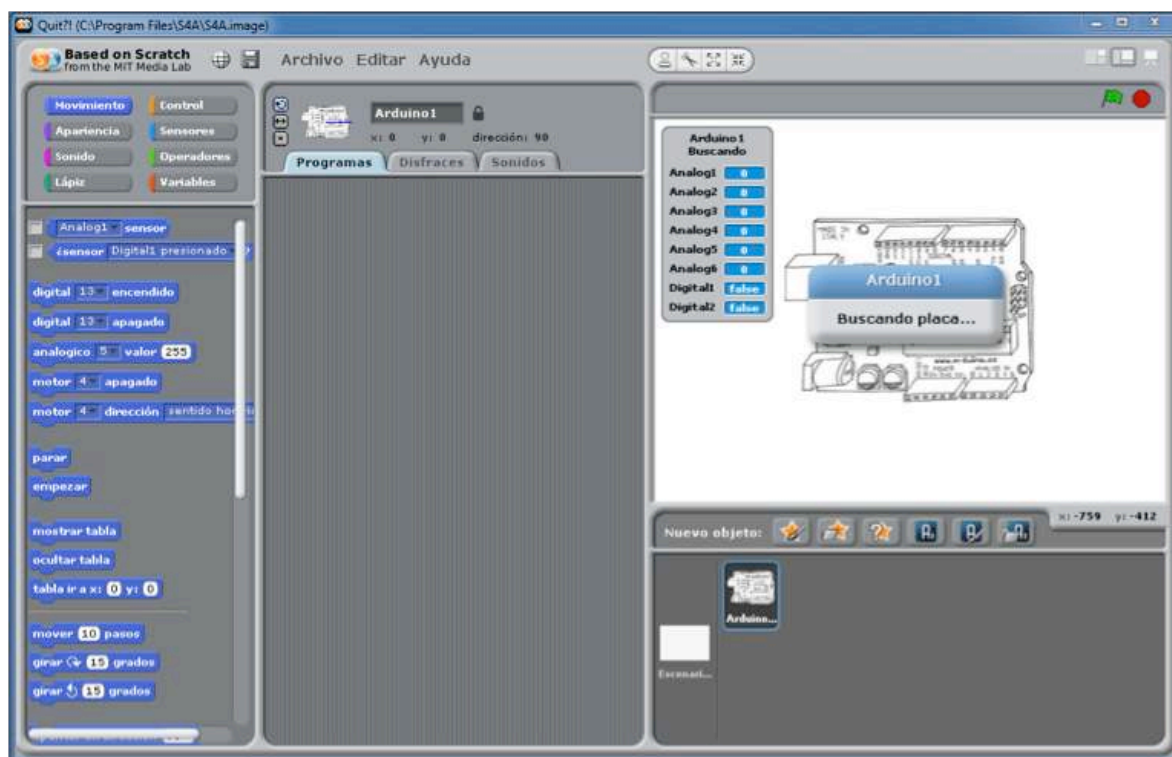 Quit?! (C:\Program Files\S4A\S4A.image)
Based on Scratch
from the MIT Media Lab
Archivo Editar Ayuda
Movimiento Control
Apariencia Sensores
Sonido Operadores
Lápiz Variables
Analog1 sensor
¿sensor Digital1 presionado ?
digital 13 encendido
digital 13 apagado
analogico 5 valor 255
motor 4 apagado
motor 4 dirección sentido
parar
empezar
mostrar tabla
ocultar tabla
tabla ir a x: 0 y: 0
mover 10 pasos
girar 15 grados
girar 15 grados
Arduino1
x: 0 y: 0 dirección: 90
Programas Disfraces Sonidos
Arduino1
Buscando
Analog1 0
Analog2 0
Analog3 0
Analog4 0
Analog5 0
Analog6 0
Digital1 false
Digital2 false
MADE IN
ITALY
Arduino1
Buscando placa...
x: -759 y: -412
Nuevo objeto:
Arduino...
Escenari...